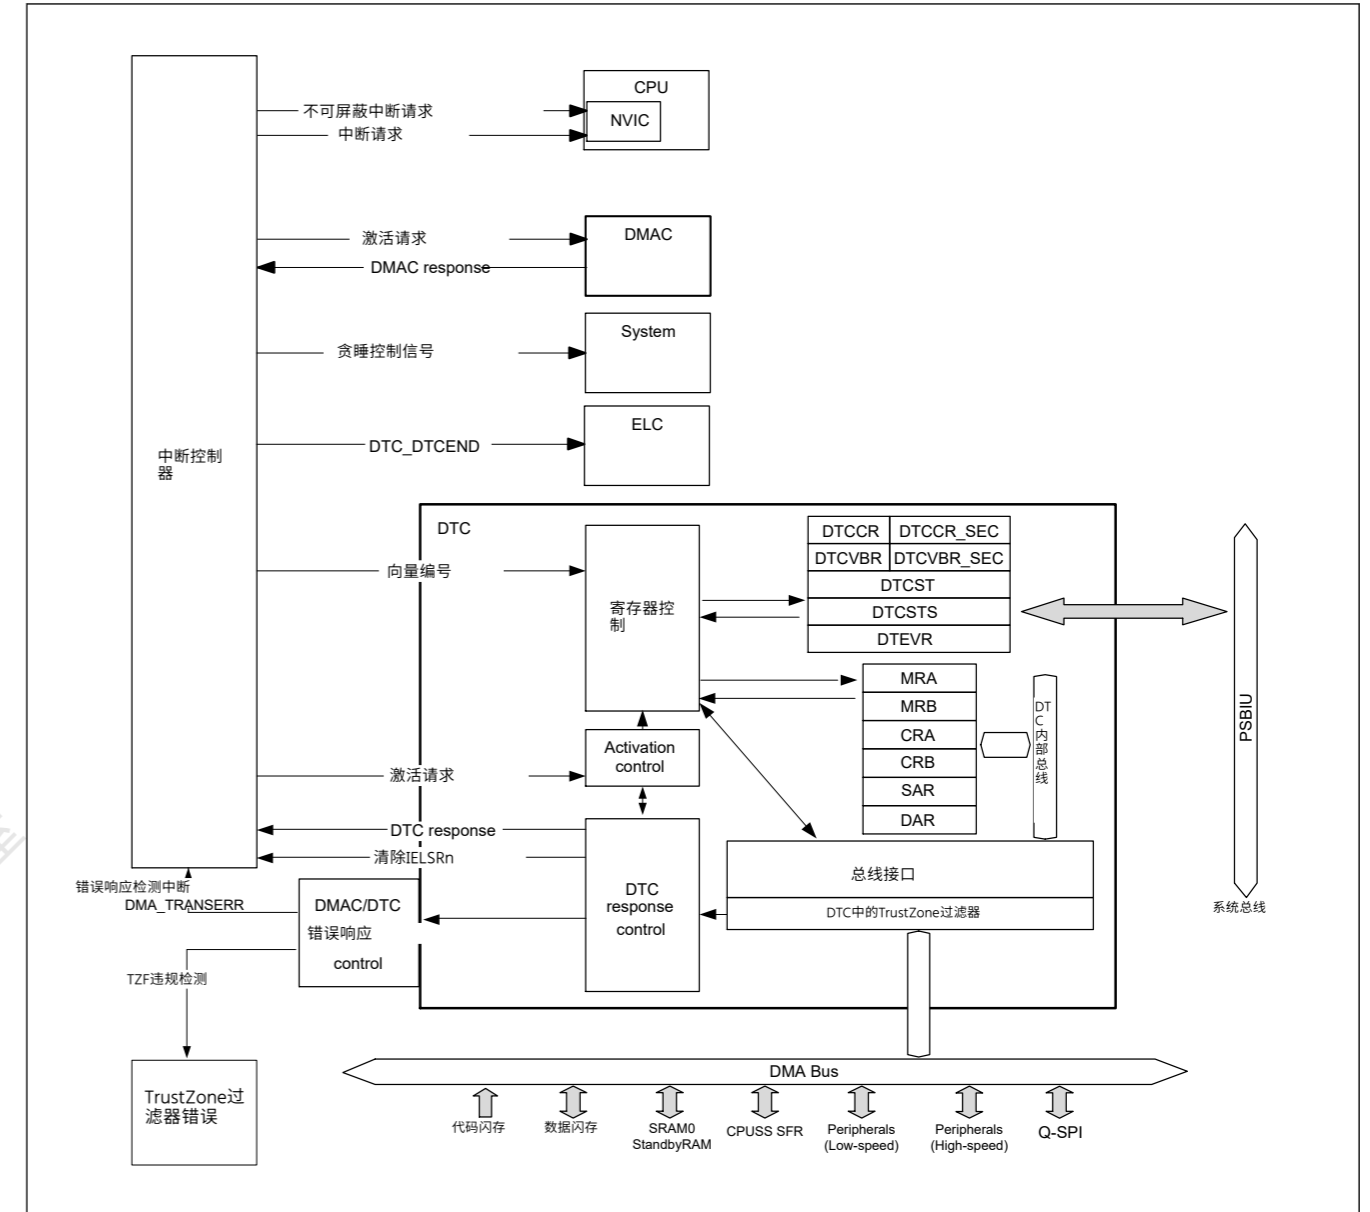 CPU
不可屏蔽中断请求
NVIC
中断请求
激活请求
DMAC
DMAC response
System
贪睡控制信号
ELC
DTC_DTCEND
中断控制
器
DTC
DTCCR
DTCCR_SEC
DTCVBR
DTCVBR_SEC
向量编号
DTCST
寄存器控
制
DTCSTS
DTEVR
MRA
MRB
CRA
CRB
SAR
DAR
DT
C
内
部
总
线
PSBIU
Activation
control
激活请求
DTC response
清除IELSRn
总线接口
DTC中的TrustZone过滤器
系统总线
DTC
response
control
错误响应检测中断
DMA_TRANSERR
DMAC/DTC
错误响应
control
TZF违规检测
DMA Bus
TrustZone过
滤器错误
代码闪存
数据闪存
SRAM0
StandbyRAM
CPUSS SFR
Peripherals
(Low-speed)
Peripherals
(High-speed)
Q-SPI